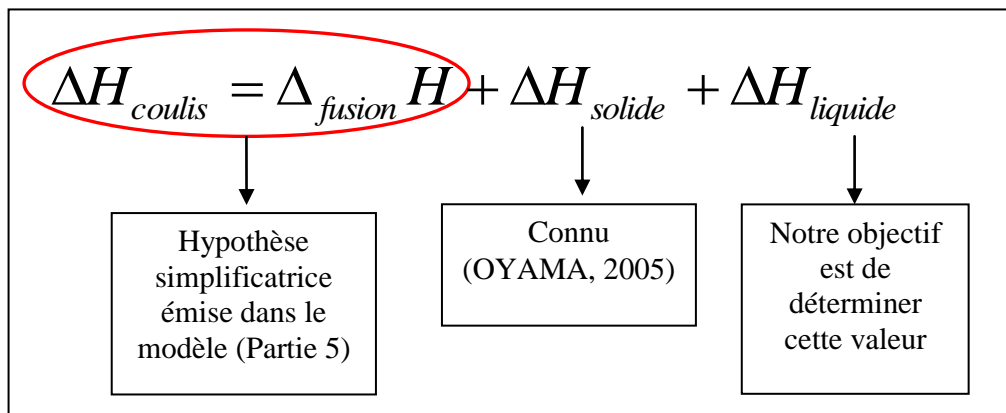 ΔH_coulis = Δ_fusion H + ΔH_solide + ΔH_liquide
Hypothèse
simplificatrice
émise dans le
modèle (Partie 5)
Connu
(OYAMA, 2005)
Notre objectif
est de
déterminer
cette valeur